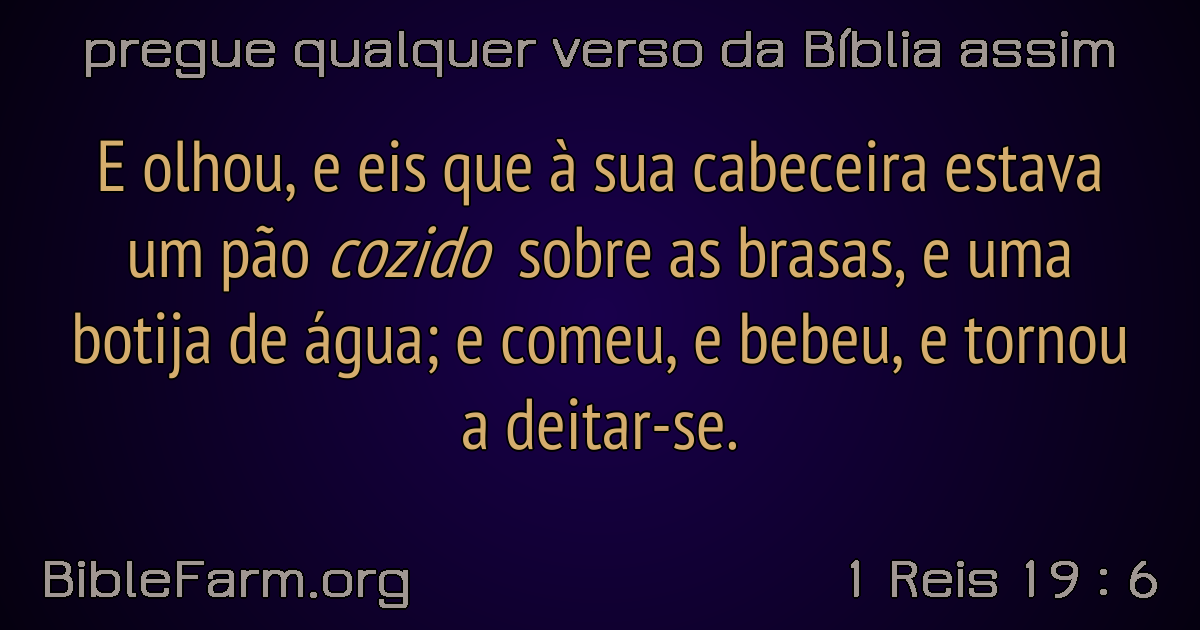 pregue qualquer verso da Bíblia assim
E olhou, e eis que à sua cabeceira estava
um pão cozido sobre as brasas, e uma
botija de água; e comeu, e bebeu, e tornou
a deitar-se.
BibleFarm.org
1 Reis 19 : 6